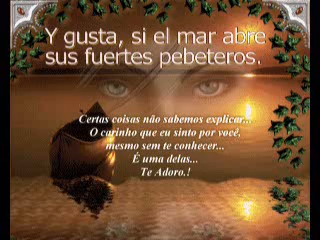 Y gusta, si el mar abre
sus fuertes pebeteros.
Certas coisas não sabemos explicar...
O carinho que eu sinto por você,
mesmo sem te conhecer...
É uma delas...
Te Adoro.!